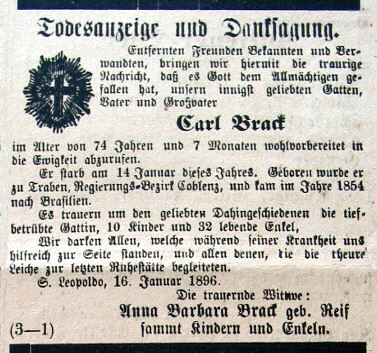 Todesanzeige und Danksagung.
Entfernten Freunden Bekannten und Ver-
wandten, bringen wir hiermit die traurige
Nachricht, daß es Gott dem Allmächtigen ge-
fallen hat, unsern innigst geliebten Gatten,
Vater und Großvater
Carl Brack
im Alter von 74 Jahren und 7 Monaten wohlvorbereitet in
die Ewigkeit abzurufen.
Er starb am 14 Januar dieses Jahres. Geboren wurde er
zu Traben, Regierungs-Bezirk Coblenz, und kam im Jahre 1854
nach Brasilien.
Es trauern um den geliebten Dahingeschiedenen die tief-
betrübte Gattin, 10 Kinder und 32 lebende Enkel,
Wir darken Allen, welche während seiner Krankheit uns
hilfreich zur Seite standen, und allen denen, die die theure
Leiche zur letzten Ruhestätte begleiteten.
S. Leopoldo, 16. Januar 1896.
Die trauernde Witwe:
Anna Barbara Brack geb. Reif
(3—1) sammt Kindern und Enkeln.